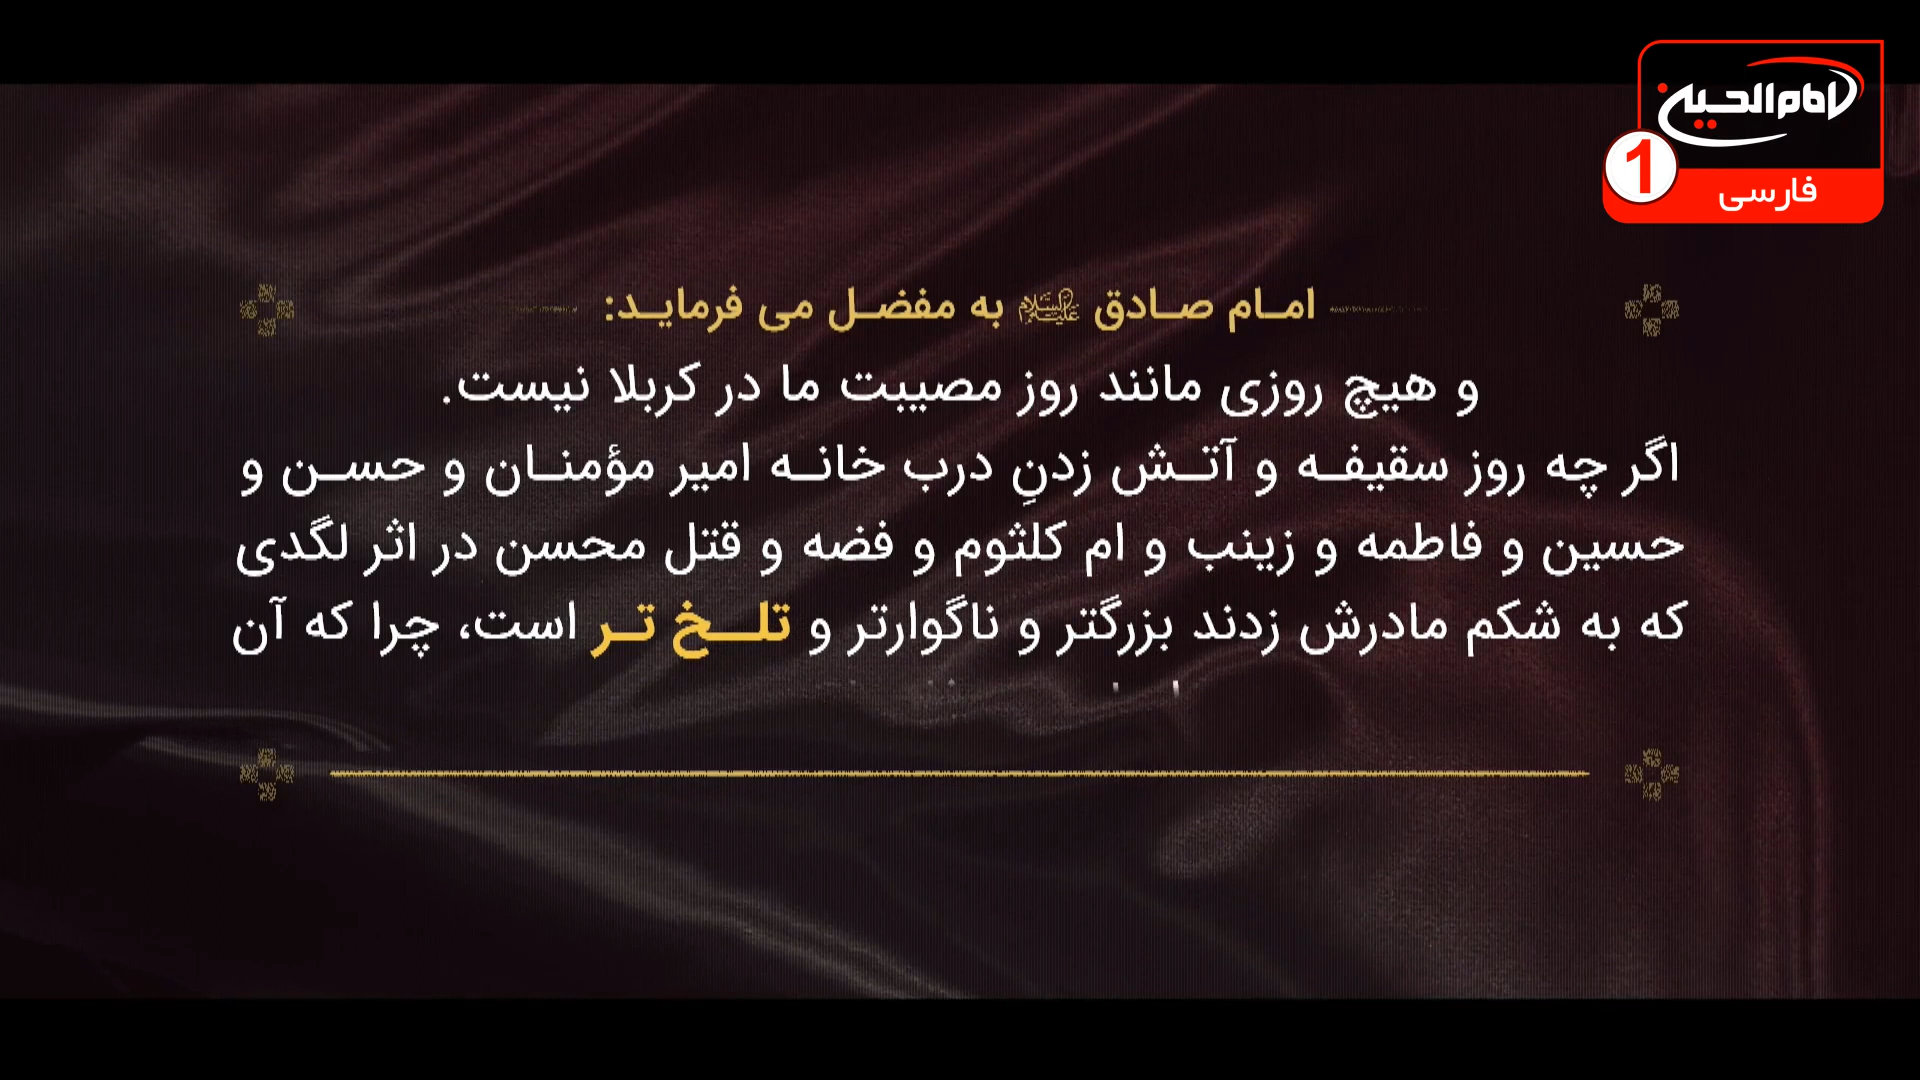 امام الحسین
1
فارسی
امـام صـادق علیه السلام به مفضـل می فرمایـد:
و هیچ روزی مانند روز مصیبت ما در کربلا نیست.
اگر چه روز سقیفـه و آتـش زدنِ درب خانـه امیر مؤمنـان و حسـن و
حسین و فاطمه و زینب و ام کلثوم و فضه و قتل محسن در اثر لگدی
که به شکم مادرش زدند بزرگتر و ناگوارتر و تلـخ تـر است، چرا که آن